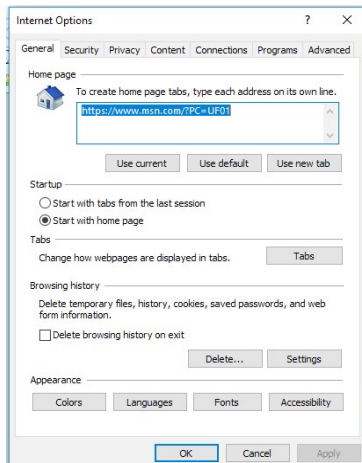 Internet Options ? X
General Security Privacy Content Connections Programs Advanced
Home page
To create home page tabs, type each address on its own line.
https://www.msn.com/?PC=UF01
Use current Use default Use new tab
Startup
Start with tabs from the last session
Start with home page
Tabs
Change how webpages are displayed in tabs. Tabs
Browsing history
Delete temporary files, history, cookies, saved passwords, and web
form information.
Delete browsing history on exit
Delete... Settings
Appearance
Colors Languages Fonts Accessibility
OK Cancel Apply